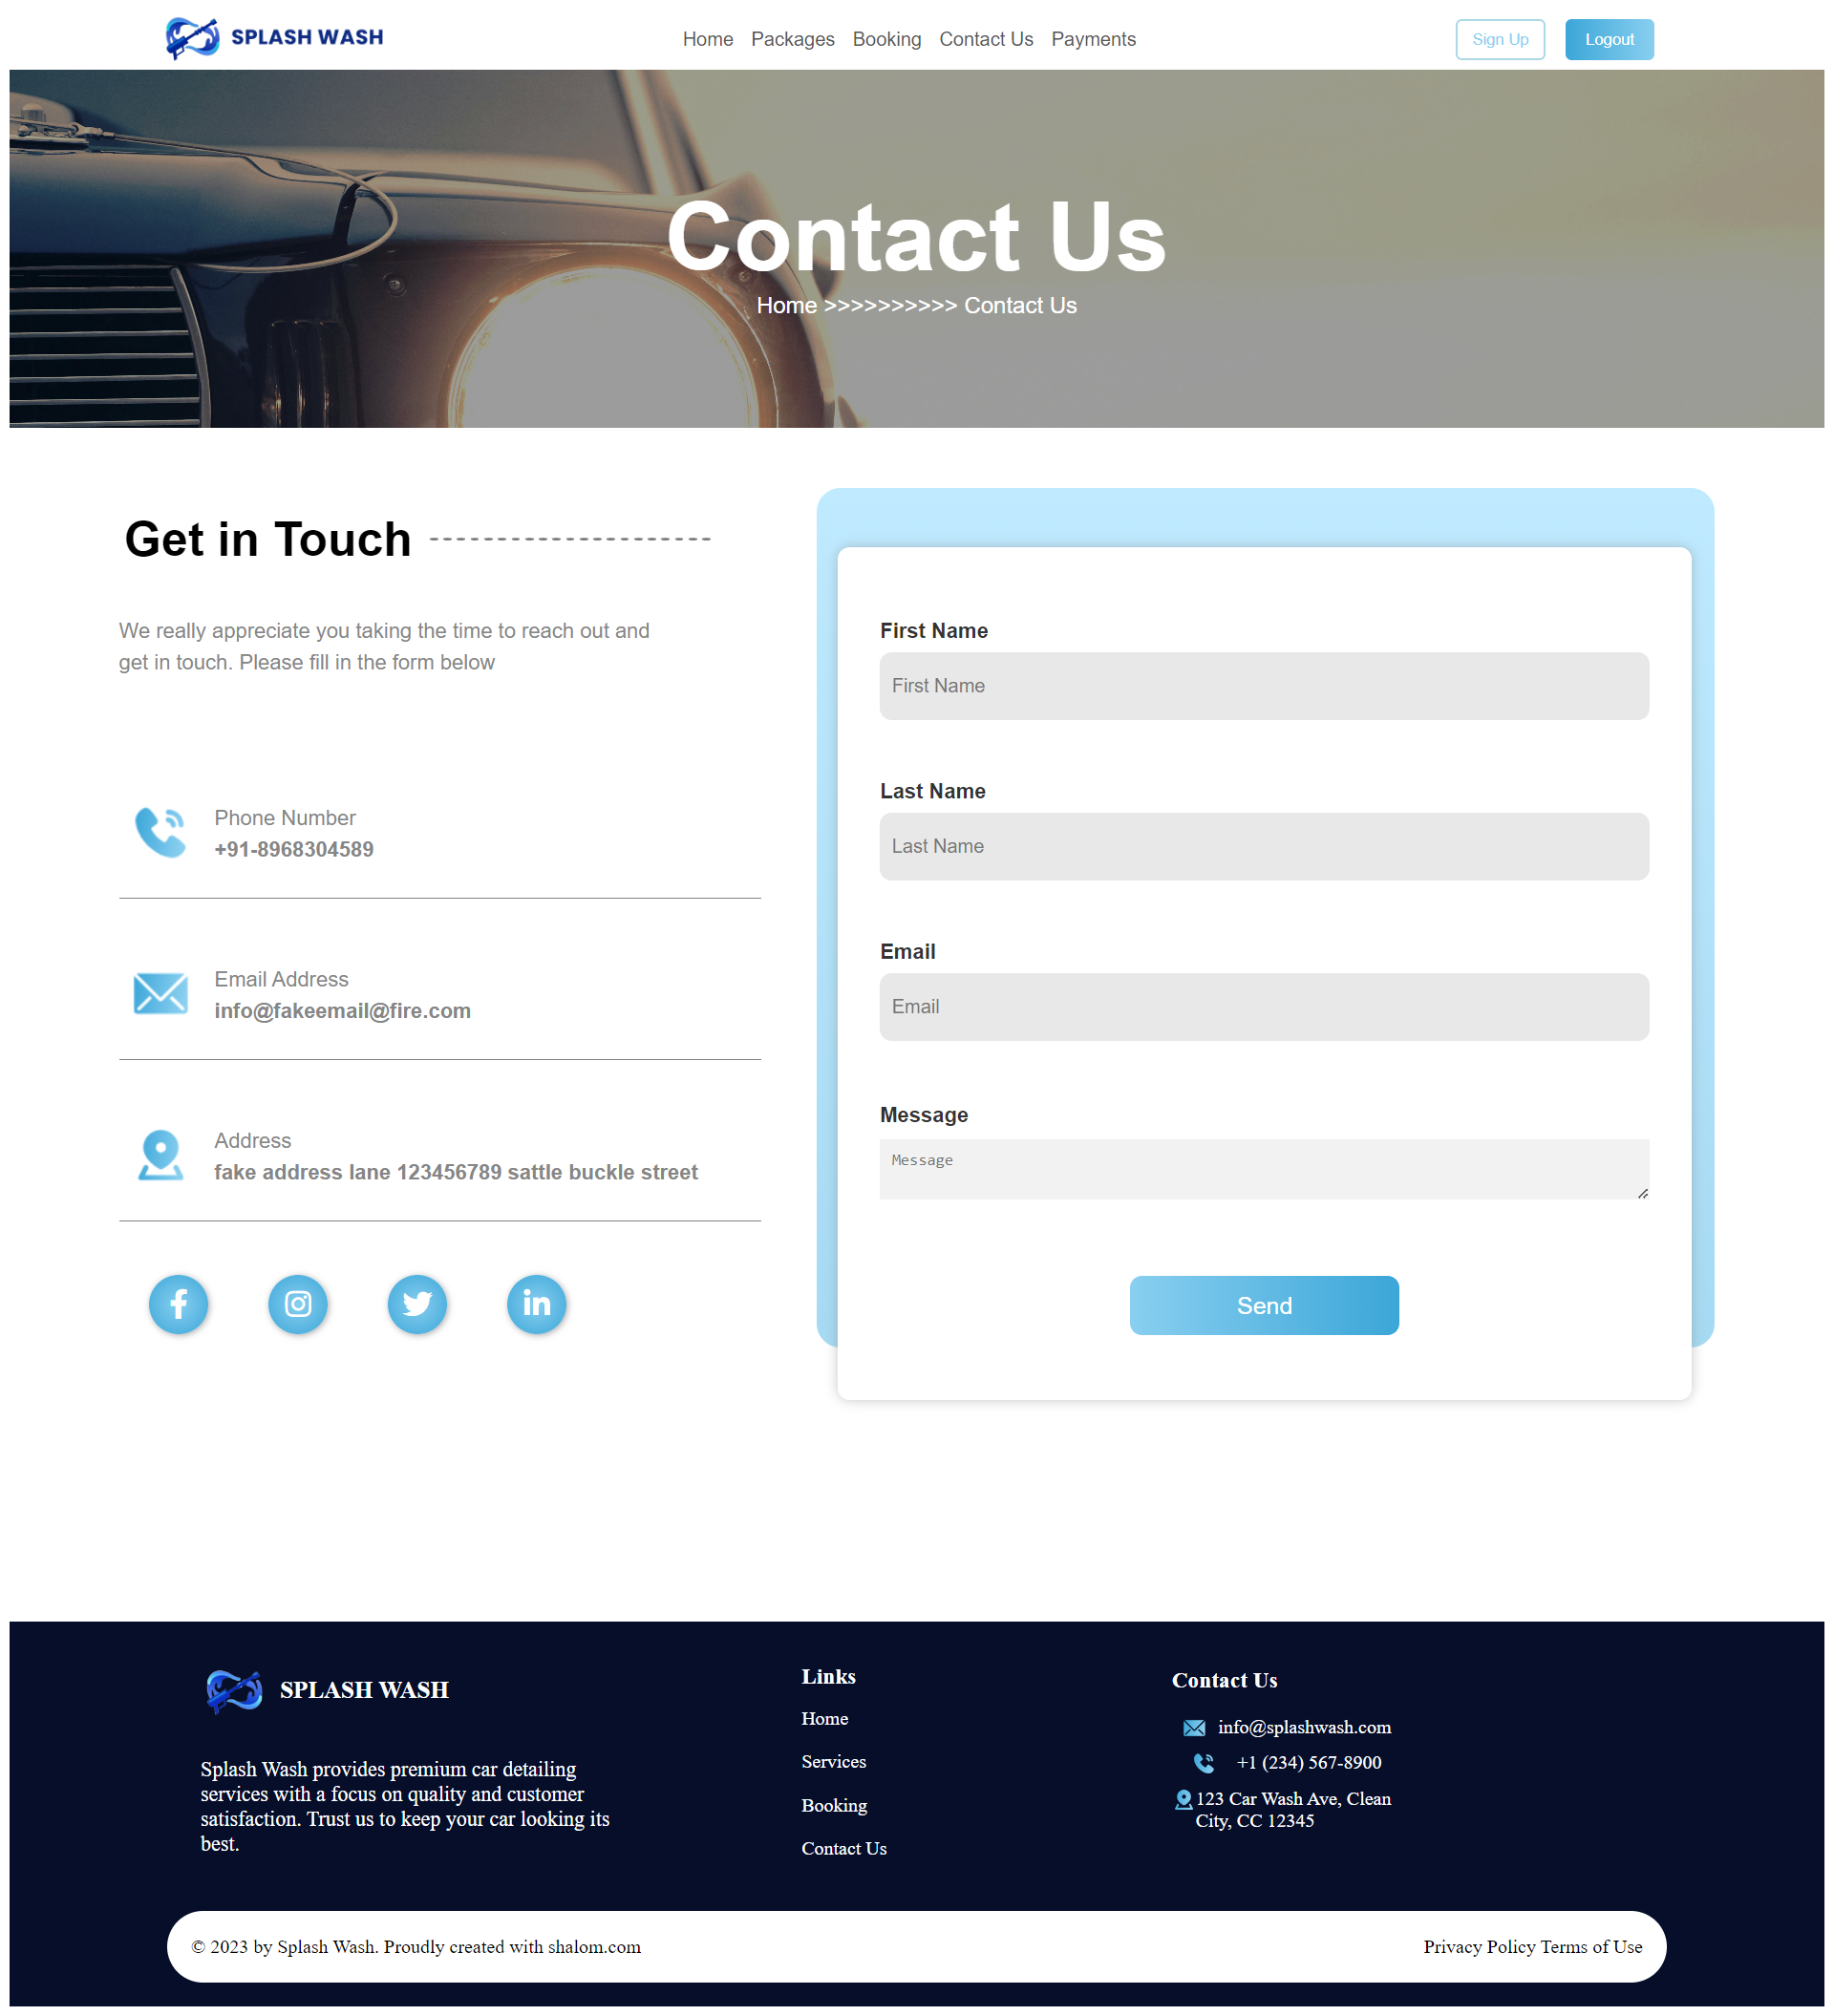 SPLASH WASH
Home Packages Booking Contact Us Payments
Sign Up Logout
Contact Us
Home >>>>>>>>>> Contact Us
Get in Touch --------------------
We really appreciate you taking the time to reach out and
get in touch. Please fill in the form below
Phone Number
+91-8968304589
Email Address
info@fakeemail@fire.com
Address
fake address lane 123456789 sattle buckle street
First Name
First Name
Last Name
Last Name
Email
Email
Message
Message
Send
SPLASH WASH
Splash Wash provides premium car detailing
services with a focus on quality and customer
satisfaction. Trust us to keep your car looking its
best.
Links
Home
Services
Booking
Contact Us
Contact Us
info@splashwash.com
+1 (234) 567-8900
123 Car Wash Ave, Clean
City, CC 12345
© 2023 by Splash Wash. Proudly created with shalom.com
Privacy Policy Terms of Use